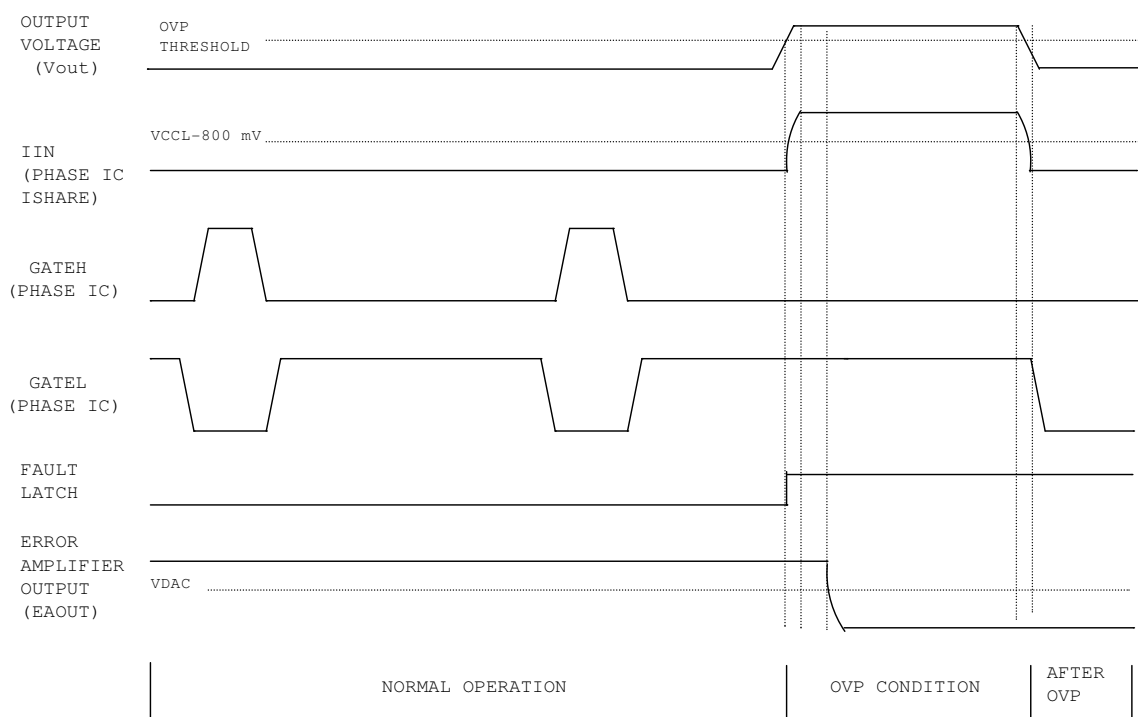 OUTPUT
VOLTAGE
(Vout)
OVP
THRESHOLD
VCCL-800 mV
IIN
(PHASE IC
ISHARE)
GATEH
(PHASE IC)
GATEL
(PHASE IC)
FAULT
LATCH
ERROR
AMPLIFIER
OUTPUT
(EAOUT)
VDAC
NORMAL OPERATION
OVP CONDITION
AFTER
OVP